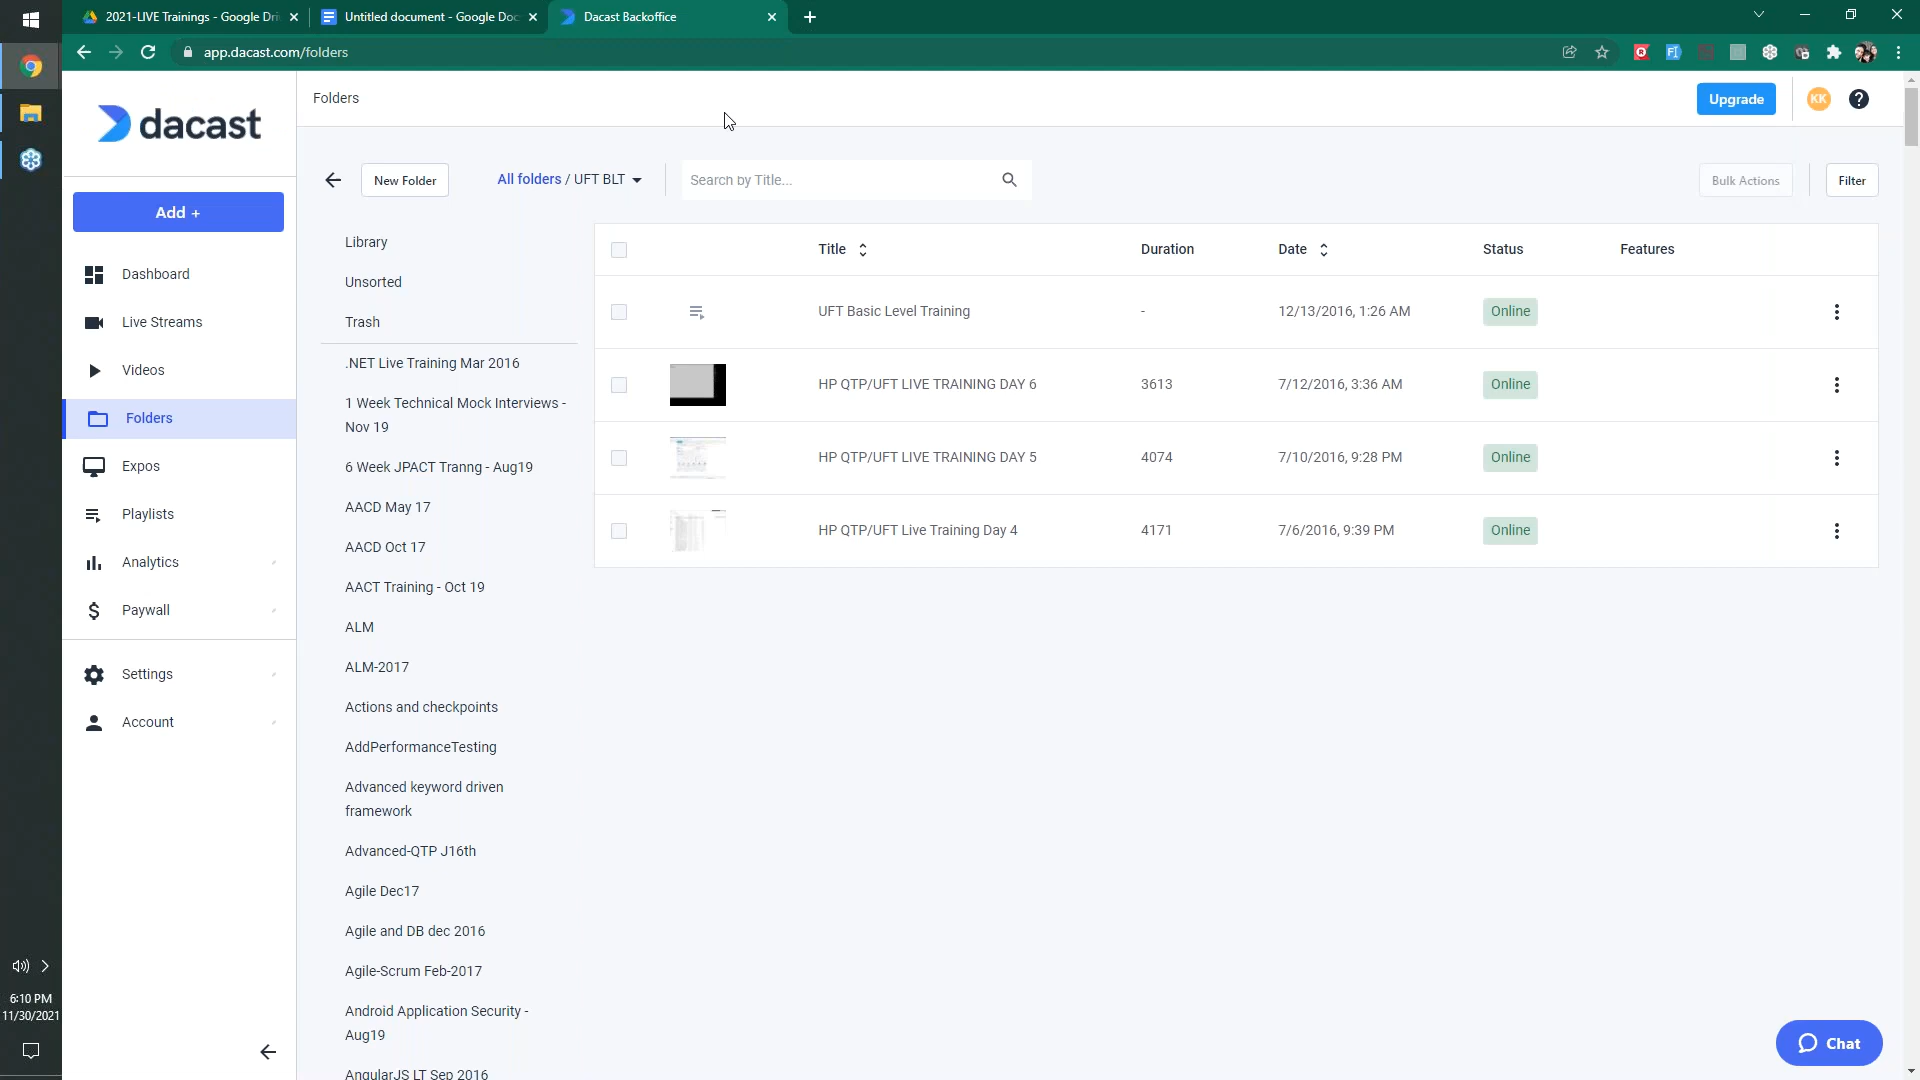 2021-LIVE Trainings - Google Dri
Untitled document - Google Doc
Dacast Backoffice
app.dacast.com/folders
dacast
Folders
Upgrade
KK
Add +
New Folder
All folders / UFT BLT
Search by Title...
Bulk Actions
Filter
Dashboard
Live Streams
Videos
Folders
Expos
Playlists
Analytics
Paywall
Settings
Account
Library
Unsorted
Trash
.NET Live Training Mar 2016
1 Week Technical Mock Interviews -
Nov 19
6 Week JPACT Tranng - Aug19
AACD May 17
AACD Oct 17
AACT Training - Oct 19
ALM
ALM-2017
Actions and checkpoints
AddPerformanceTesting
Advanced keyword driven
framework
Advanced-QTP J16th
Agile Dec17
Agile and DB dec 2016
Agile-Scrum Feb-2017
Android Application Security -
Aug19
AngularJS LT Sep 2016
Title Duration Date Status Features
UFT Basic Level Training - 12/13/2016, 1:26 AM Online
HP QTP/UFT LIVE TRAINING DAY 6 3613 7/12/2016, 3:36 AM Online
HP QTP/UFT LIVE TRAINING DAY 5 4074 7/10/2016, 9:28 PM Online
HP QTP/UFT Live Training Day 4 4171 7/6/2016, 9:39 PM Online
6:10 PM
11/30/2021
Chat